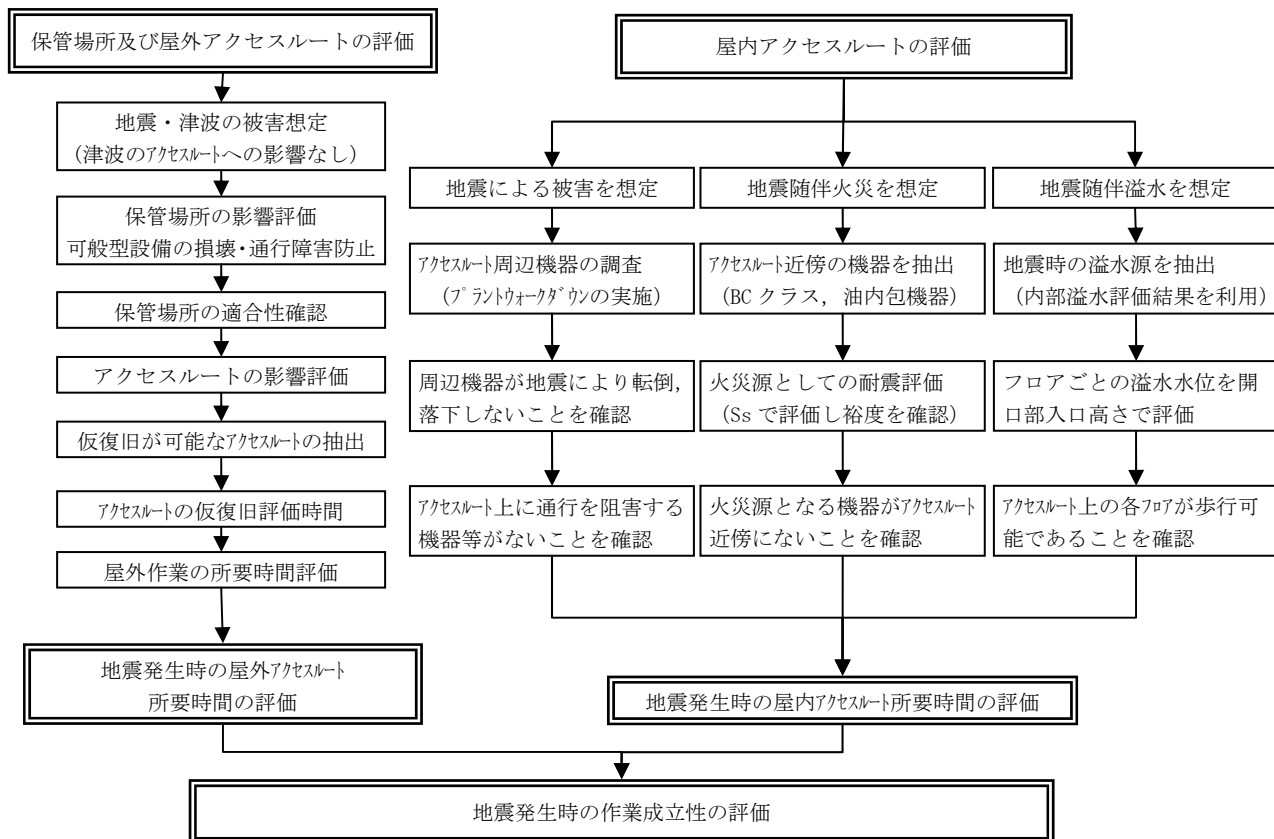 保管場所及び屋外アクセスルートの評価
地震・津波の被害想定
（津波のｱｸｾｽﾙｰﾄへの影響なし）
保管場所の影響評価
可般型設備の損壊・通行障害防止
保管場所の適合性確認
アクセスルートの影響評価
仮復旧が可能なｱｸｾｽﾙｰﾄの抽出
ｱｸｾｽﾙｰﾄの仮復旧評価時間
屋外作業の所要時間評価
地震発生時の屋外ｱｸｾｽﾙｰﾄ
所要時間の評価
屋内アクセスルートの評価
地震による被害を想定
ｱｸｾｽﾙｰﾄ周辺機器の調査
（ﾌﾟﾗﾝﾄｳｫｰｸﾀﾞｳﾝの実施）
周辺機器が地震により転倒，
落下しないことを確認
ｱｸｾｽﾙｰﾄ上に通行を阻害する
機器等がないことを確認
地震随伴火災を想定
ｱｸｾｽﾙｰﾄ近傍の機器を抽出
（BC クラス，油内包機器）
火災源としての耐震評価
（Ss で評価し裕度を確認）
火災源となる機器がｱｸｾｽﾙｰﾄ
近傍にないことを確認
地震随伴溢水を想定
地震時の溢水源を抽出
（内部溢水評価結果を利用）
フロアごとの溢水水位を開
口部入口高さで評価
ｱｸｾｽﾙｰﾄ上の各ﾌﾛｱが歩行可
能であることを確認
地震発生時の屋内ｱｸｾｽﾙｰﾄ所要時間の評価
地震発生時の作業成立性の評価